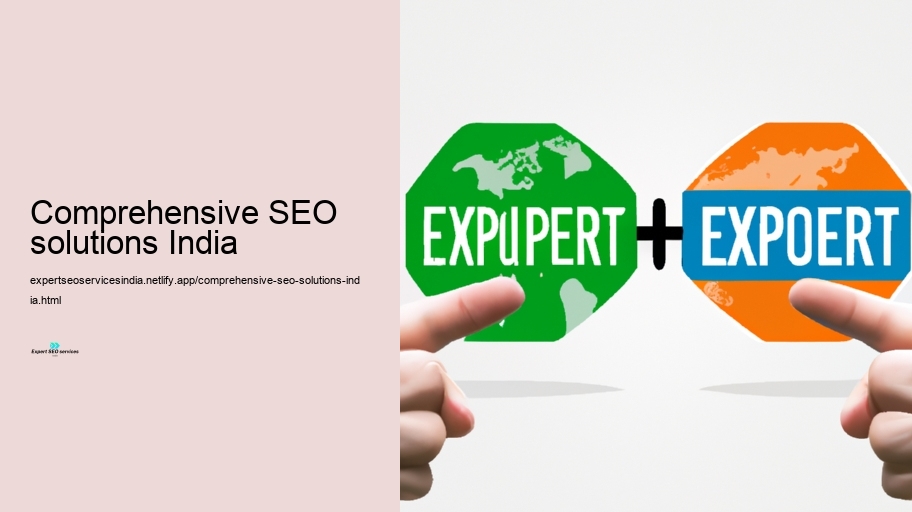 Comprehensive SEO
solutions India
expertseoservicesindia.netlify.app/comprehensive-seo-solutions-ind
ia.html
Expert SEO services
EXPUPERT
EXPOERT